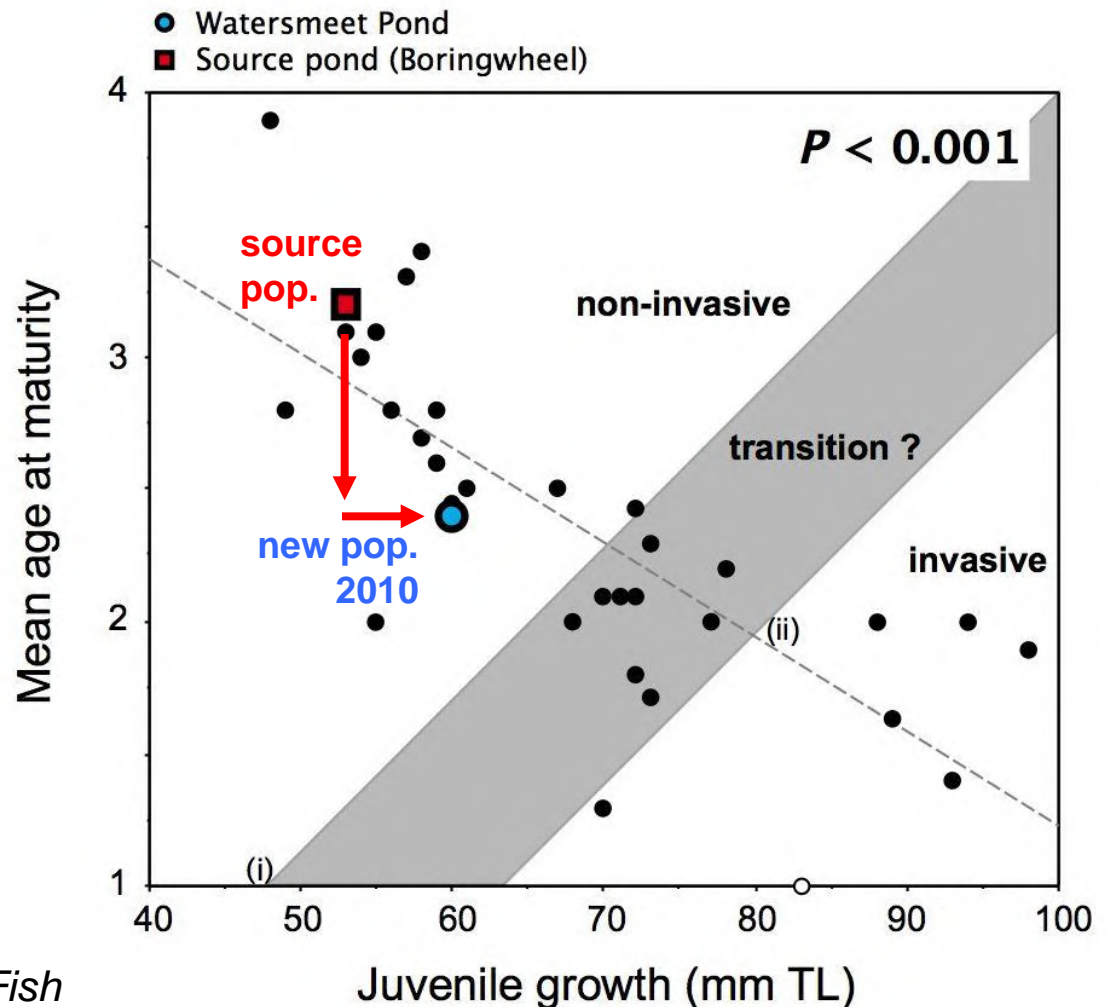 Watersmeet Pond
Source pond (Boringwheel)
4
P < 0.001
source
pop.
non-invasive
3
transition ?
new pop.
2010
invasive
2
(ii)
(i)
1
40 50 60 70 80 90 100
Mean age at maturity
Juvenile growth (mm TL)
Fish